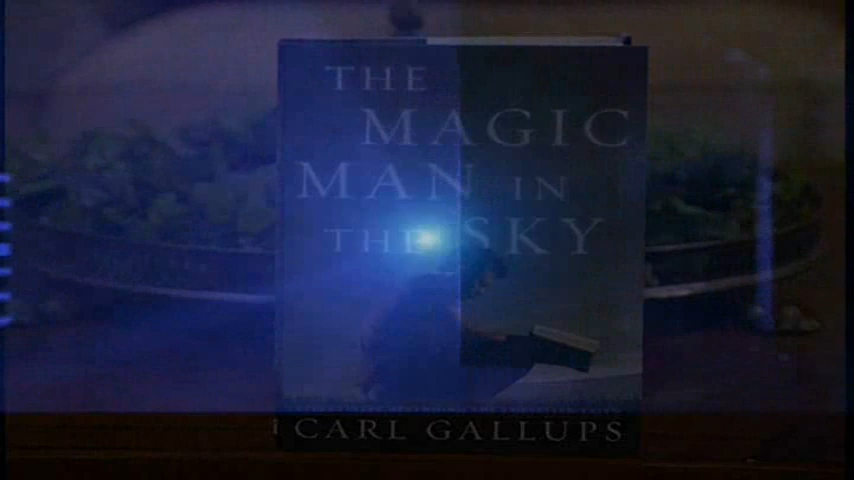 THE
MAGIC
MAN IN
THE SKY
CARL GALLUPS